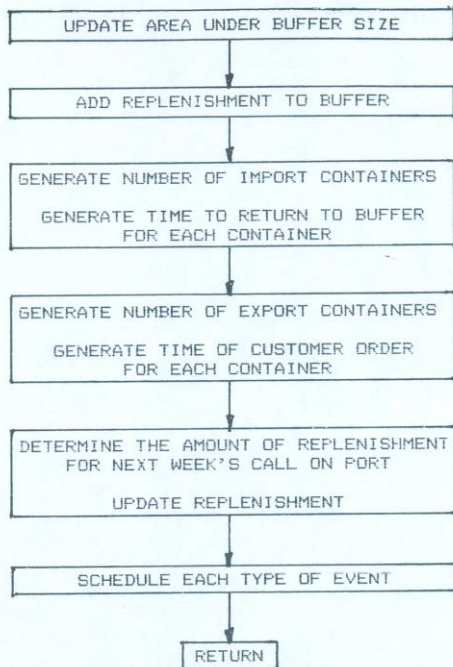 UPDATE AREA UNDER BUFFER SIZE
ADD REPLENISHMENT TO BUFFER
GENERATE NUMBER OF IMPORT CONTAINERS
GENERATE TIME TO RETURN TO BUFFER
FOR EACH CONTAINER
GENERATE NUMBER OF EXPORT CONTAINERS
GENERATE TIME OF CUSTOMER ORDER
FOR EACH CONTAINER
DETERMINE THE AMOUNT OF REPLENISHMENT
FOR NEXT WEEK'S CALL ON PORT
UPDATE REPLENISHMENT
SCHEDULE EACH TYPE OF EVENT
RETURN